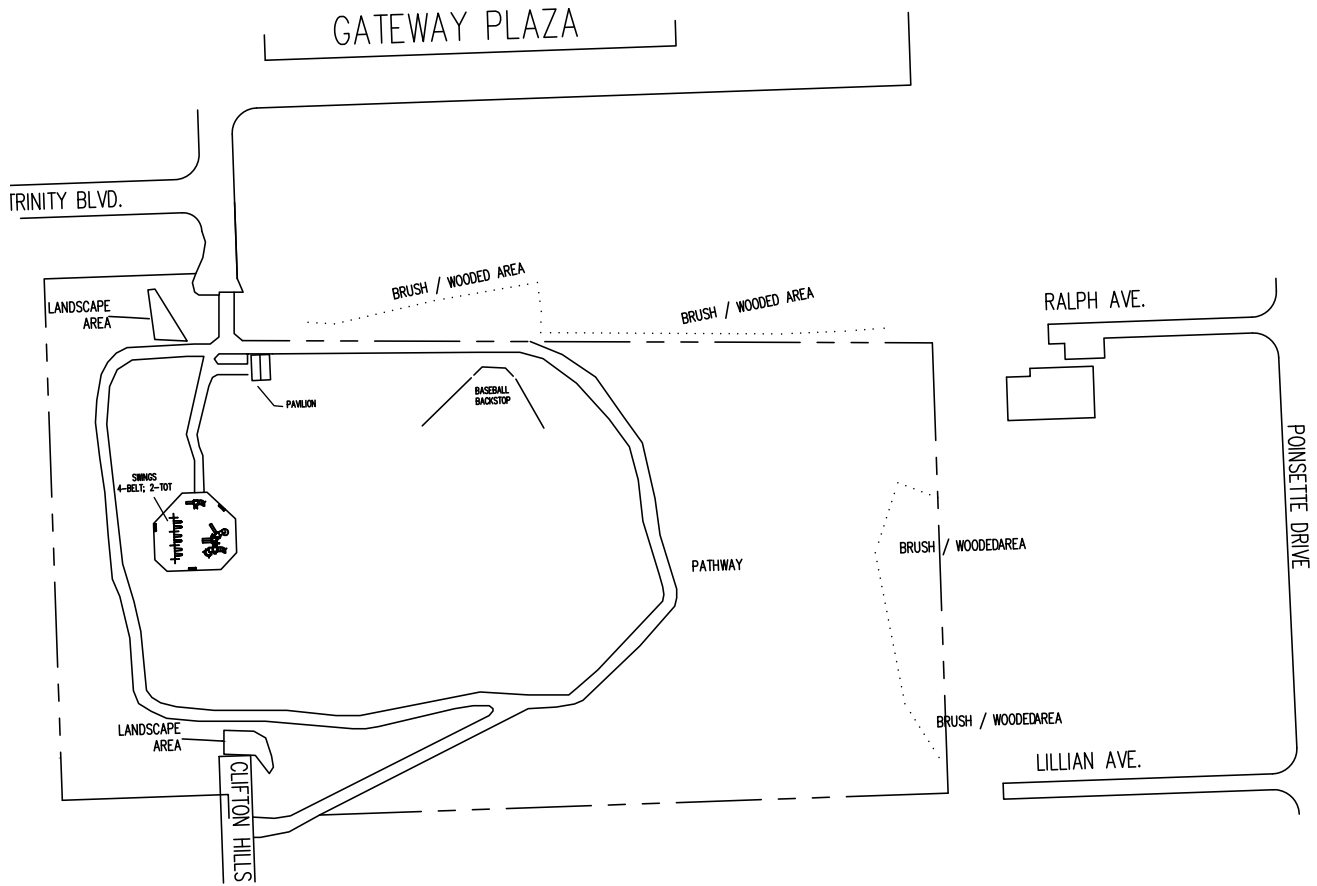 GATEWAY PLAZA
TRINITY BLVD.
BRUSH / WOODED AREA
BRUSH / WOODED AREA
RALPH AVE.
LANDSCAPE
AREA
PAVILION
BASEBALL
BACKSTOP
POINSETTE DRIVE
SWINGS
4-BELT; 2-TOT
BRUSH / WOODEDAREA
PATHWAY
BRUSH / WOODEDAREA
LANDSCAPE
AREA
LILLIAN AVE.
CLIFTON HILLS